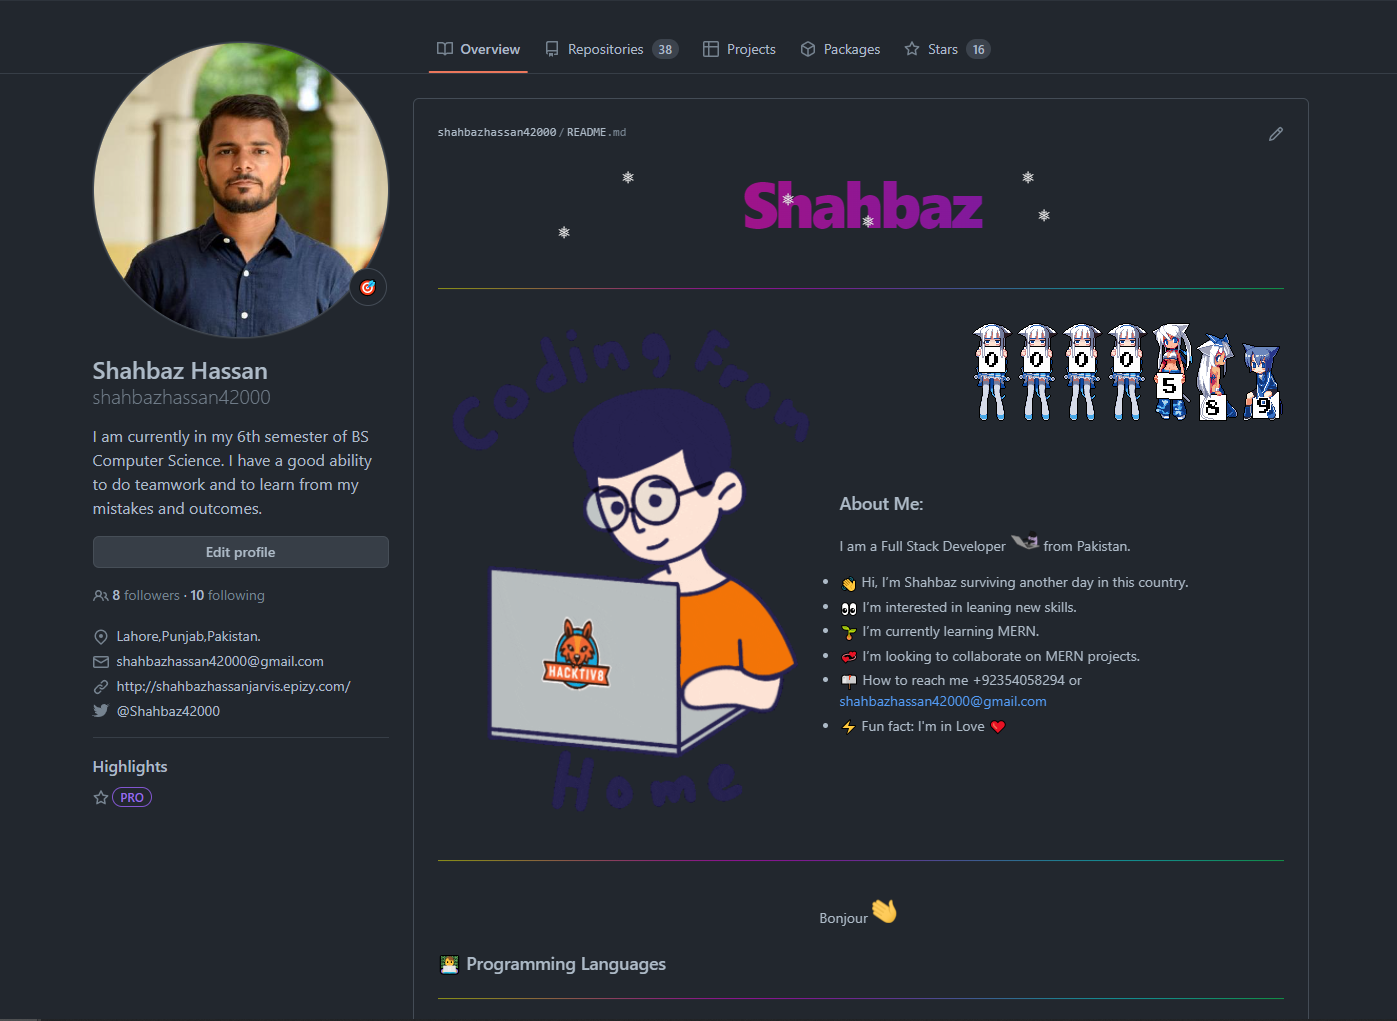 Overview
Repositories 38
Projects
Packages
Stars 16
shahbazhassan42000/README.md
Shahbaz
Shahbaz Hassan
shahbazhassan42000
I am currently in my 6th semester of BS
Computer Science. I have a good ability
to do teamwork and to learn from my
mistakes and outcomes.
Edit profile
8 followers · 10 following
Lahore,Punjab,Pakistan.
shahbazhassan42000@gmail.com
http://shahbazhassanjarvis.epizy.com/
@Shahbaz42000
Highlights
PRO
Coding From
HACKTIV8
Home
0 0 0 0 5 8 9
About Me:
I am a Full Stack Developer from Pakistan.
👋 Hi, I'm Shahbaz surviving another day in this country.
👀 I'm interested in leaning new skills.
🌱 I'm currently learning MERN.
💞️ I'm looking to collaborate on MERN projects.
📫 How to reach me +92354058294 or
shahbazhassan42000@gmail.com
⚡ Fun fact: I'm in Love ❤️
Bonjour 👋
👨‍💻 Programming Languages